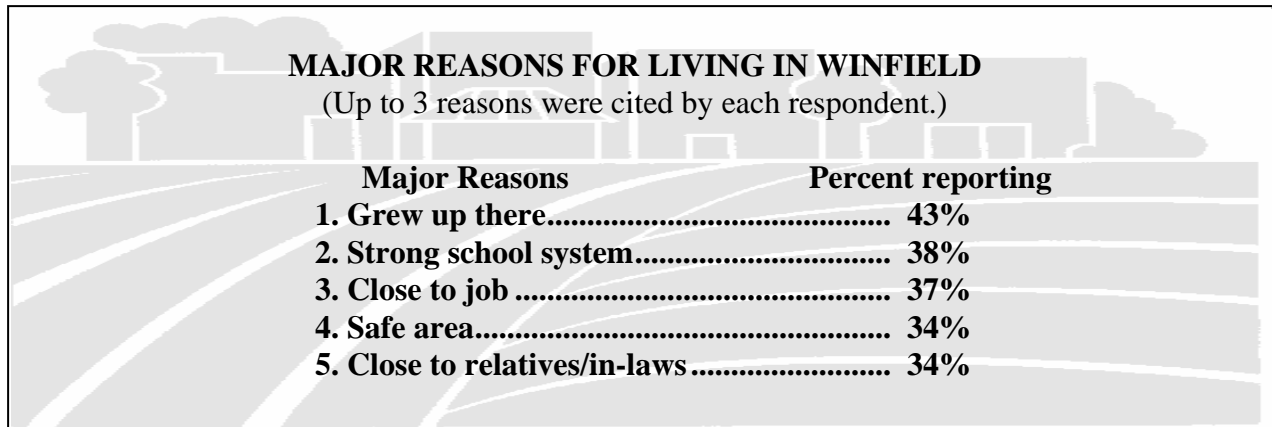 MAJOR REASONS FOR LIVING IN WINFIELD
(Up to 3 reasons were cited by each respondent.)
Major Reasons Percent reporting
1. Grew up there............................................. 43%
2. Strong school system................................. 38%
3. Close to job ................................................. 37%
4. Safe area...................................................... 34%
5. Close to relatives/in-laws.......................... 34%